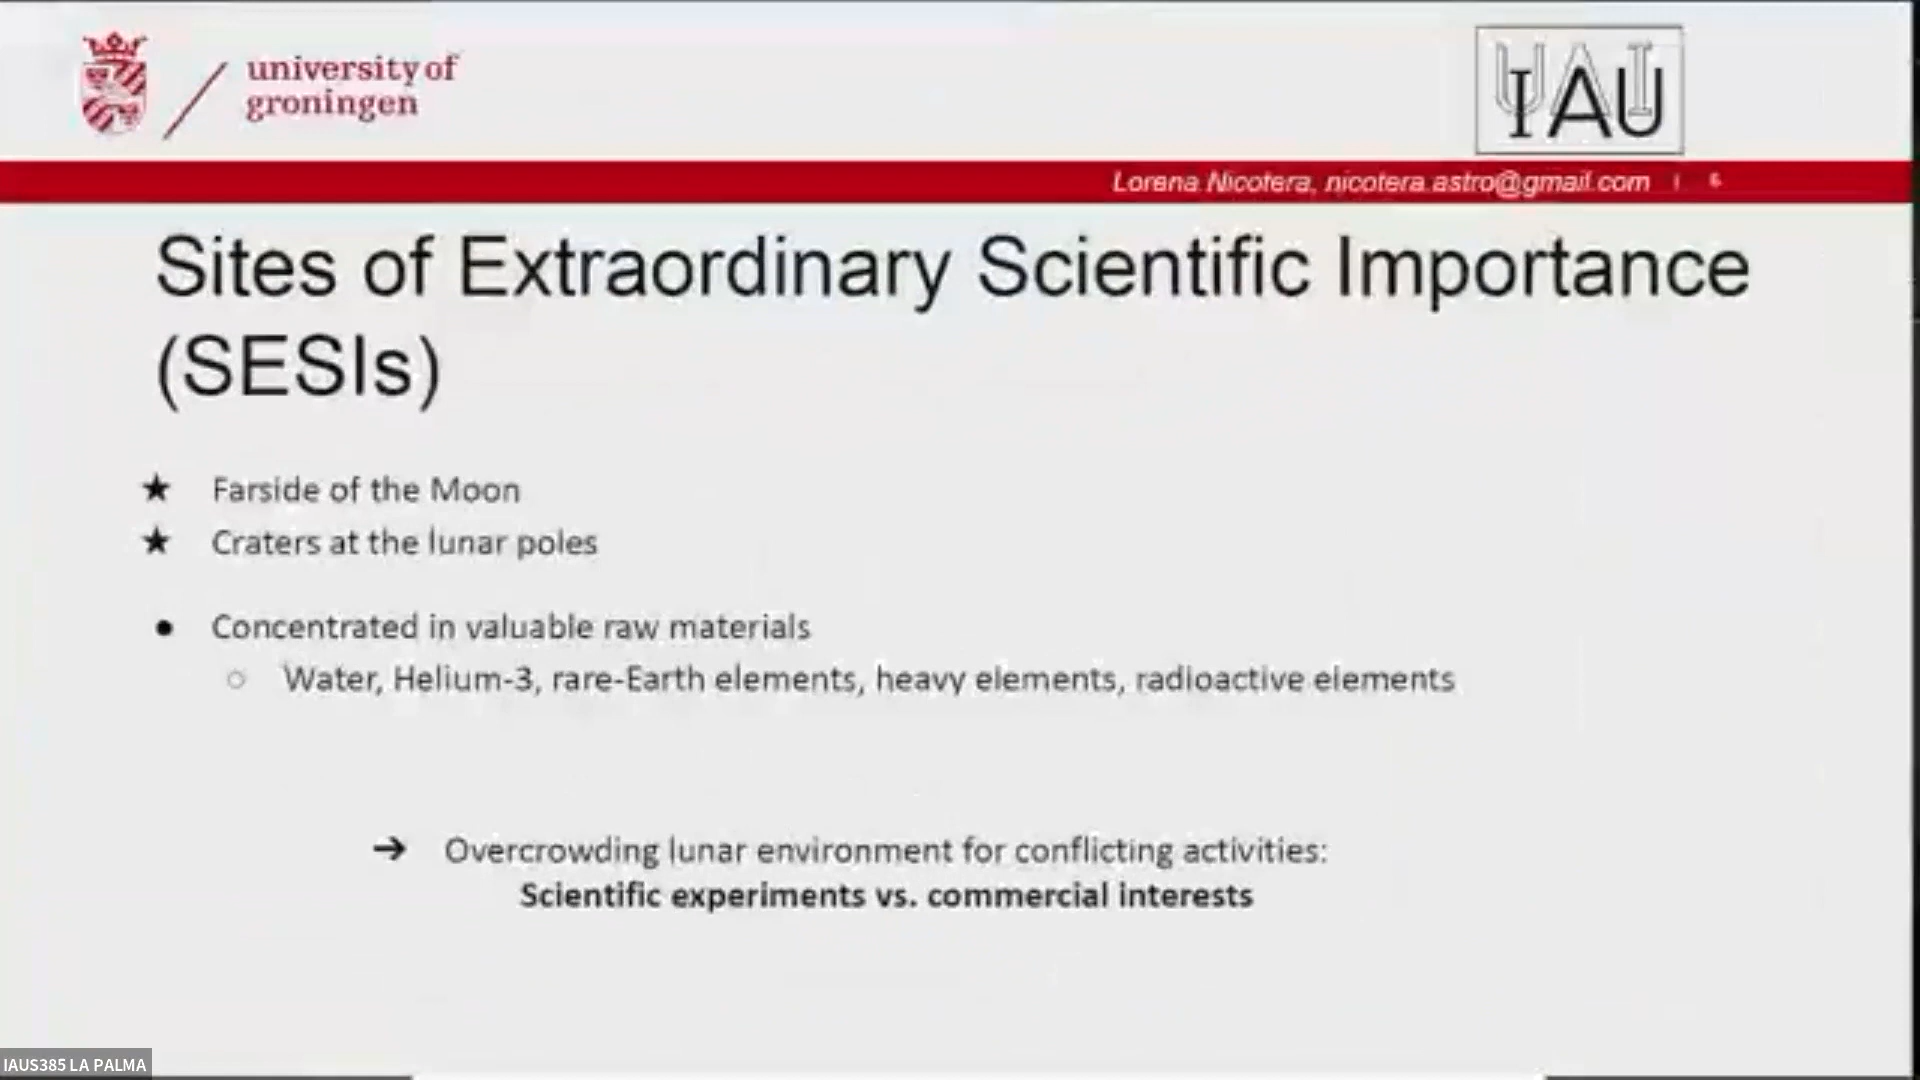 university of
groningen
IAU
Lorena Nicotera, nicotera.astro@gmail.com | 6
Sites of Extraordinary Scientific Importance
(SESIs)
★ Farside of the Moon
★ Craters at the lunar poles
● Concentrated in valuable raw materials
○ Water, Helium-3, rare-Earth elements, heavy elements, radioactive elements
➔ Overcrowding lunar environment for conflicting activities:
Scientific experiments vs. commercial interests
IAUS385 LA PALMA